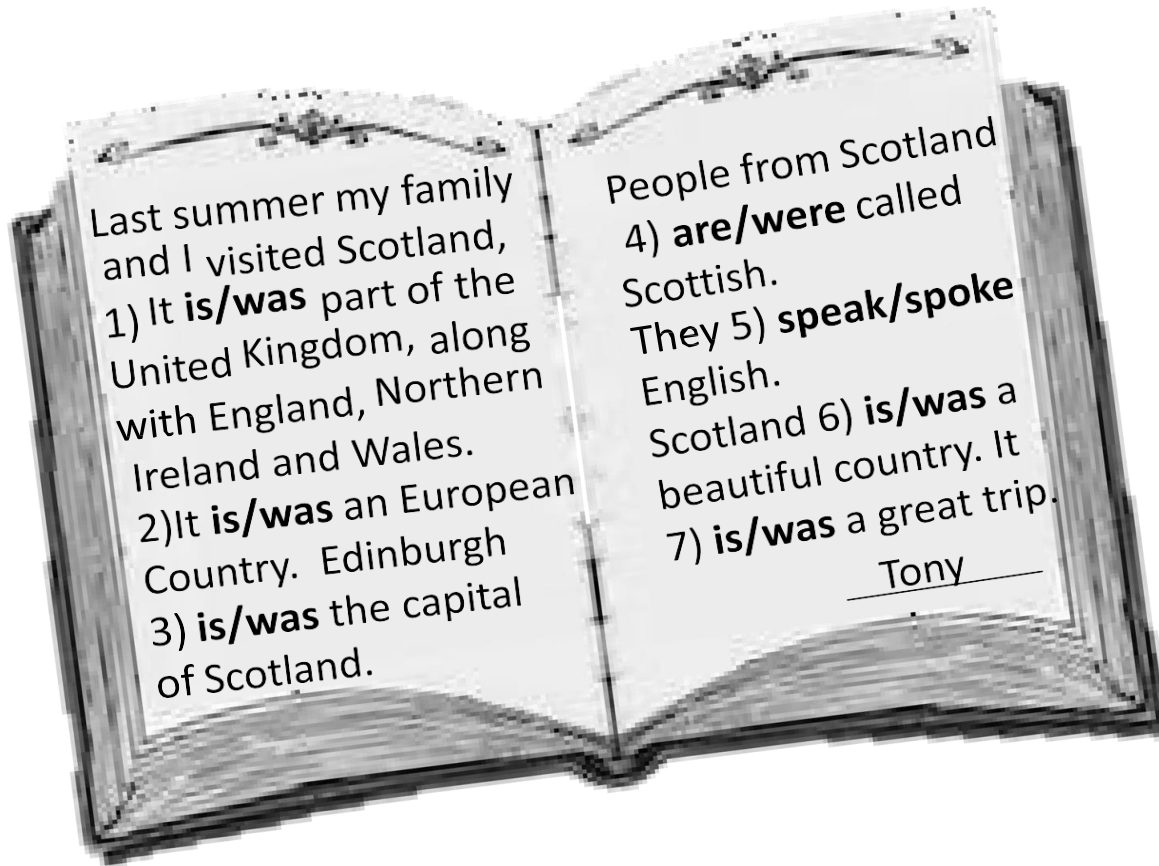 Last summer my family
and I visited Scotland,
1) It is/was part of the
United Kingdom, along
with England, Northern
Ireland and Wales.
2)It is/was an European
Country. Edinburgh
3) is/was the capital
of Scotland.
People from Scotland
4) are/were called
Scottish.
They 5) speak/spoke
English.
Scotland 6) is/was a
beautiful country. It
7) is/was a great trip.
Tony